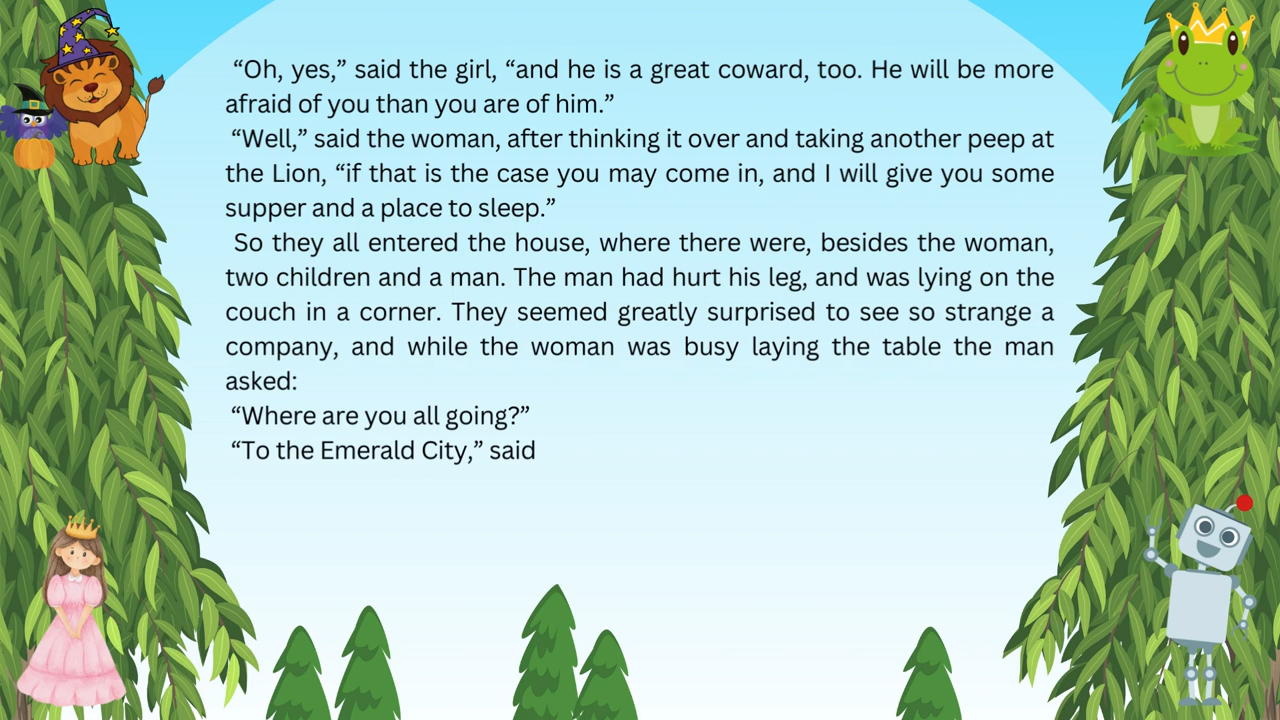 “Oh, yes,” said the girl, “and he is a great coward, too. He will be more
afraid of you than you are of him.”
“Well,” said the woman, after thinking it over and taking another peep at
the Lion, “if that is the case you may come in, and I will give you some
supper and a place to sleep.”
So they all entered the house, where there were, besides the woman,
two children and a man. The man had hurt his leg, and was lying on the
couch in a corner. They seemed greatly surprised to see so strange a
company, and while the woman was busy laying the table the man
asked:
“Where are you all going?”
“To the Emerald City,” said